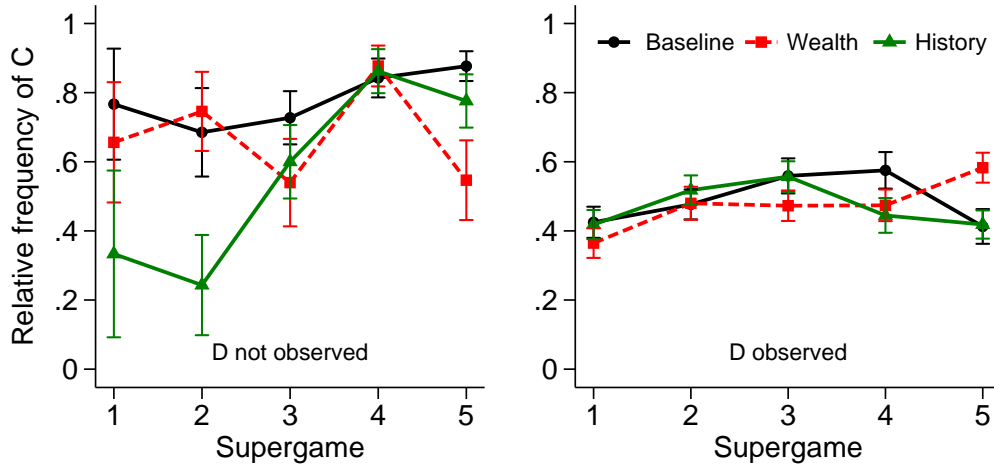 Relative frequency of C
1
.8
.6
.4
.2
0
D not observed
1 2 3 4 5
Supergame
1
.8
.6
.4
.2
0
Baseline Wealth History
D observed
1 2 3 4 5
Supergame